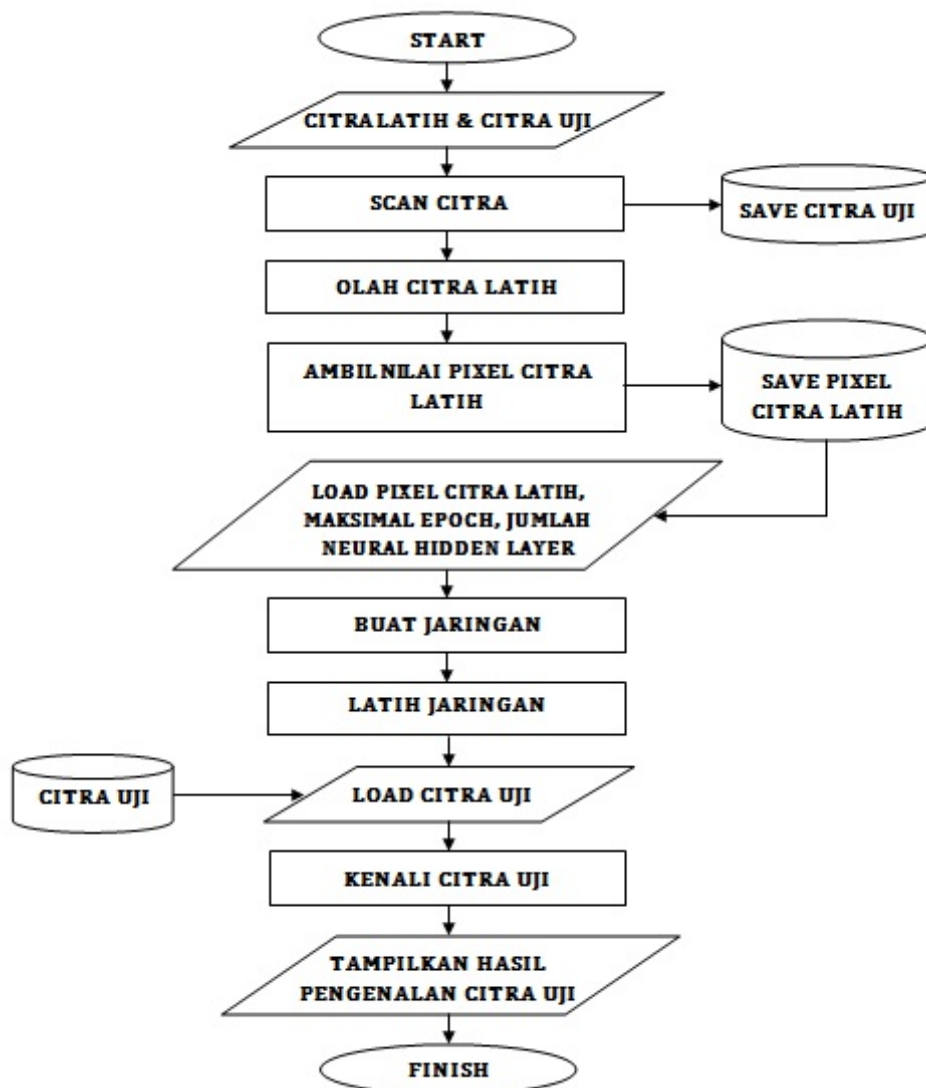 START
CITRA LATIH & CITRA UJI
SCAN CITRA
SAVE CITRA UJI
OLAH CITRA LATIH
AMBIL NILAI PIXEL CITRA
LATIH
SAVE PIXEL
CITRA LATIH
LOAD PIXEL CITRA LATIH,
MAKSIMAL EPOCH, JUMLAH
NEURAL HIDDEN LAYER
BUAT JARINGAN
LATIH JARINGAN
CITRA UJI
LOAD CITRA UJI
KENALI CITRA UJI
TAMPILKAN HASIL
PENGENALAN CITRA UJI
FINISH